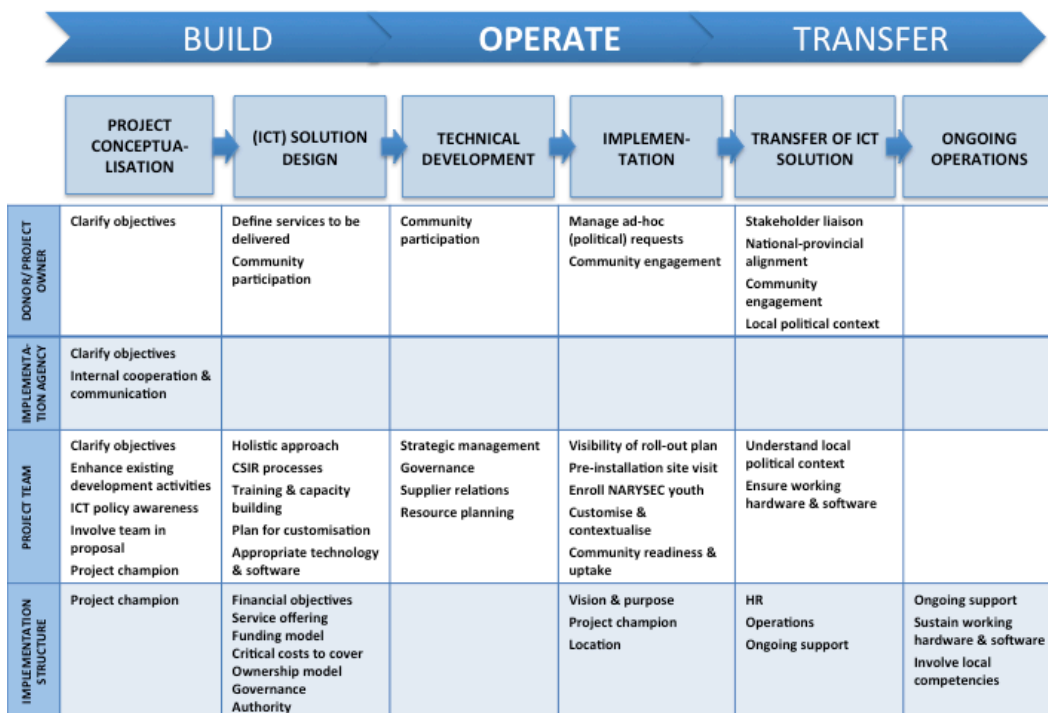 BUILD
OPERATE
TRANSFER
PROJECT
CONCEPTUA-
LISATION
(ICT) SOLUTION
DESIGN
TECHNICAL
DEVELOPMENT
IMPLEMEN-
TATION
TRANSFER OF ICT
SOLUTION
ONGOING
OPERATIONS
DONOR/ PROJECT
OWNER
Clarify objectives
Define services to be
delivered
Community
participation
Community
participation
Manage ad-hoc
(political) requests
Community engagement
Stakeholder liaison
National-provincial
alignment
Community
engagement
Local political context
IMPLEMENTA-
TION AGENCY
Clarify objectives
Internal cooperation &
communication
PROJECT TEAM
Clarify objectives
Enhance existing
development activities
ICT policy awareness
Involve team in
proposal
Project champion
Holistic approach
CSIR processes
Training & capacity
building
Plan for customisation
Appropriate technology
& software
Strategic management
Governance
Supplier relations
Resource planning
Visibility of roll-out plan
Pre-installation site visit
Enroll NARYSEC youth
Customise &
contextualise
Community readiness &
uptake
Understand local
political context
Ensure working
hardware & software
IMPLEMENTATION
STRUCTURE
Project champion
Financial objectives
Service offering
Funding model
Critical costs to cover
Ownership model
Governance
Authority
Vision & purpose
Project champion
Location
HR
Operations
Ongoing support
Ongoing support
Sustain working
hardware & software
Involve local
competencies